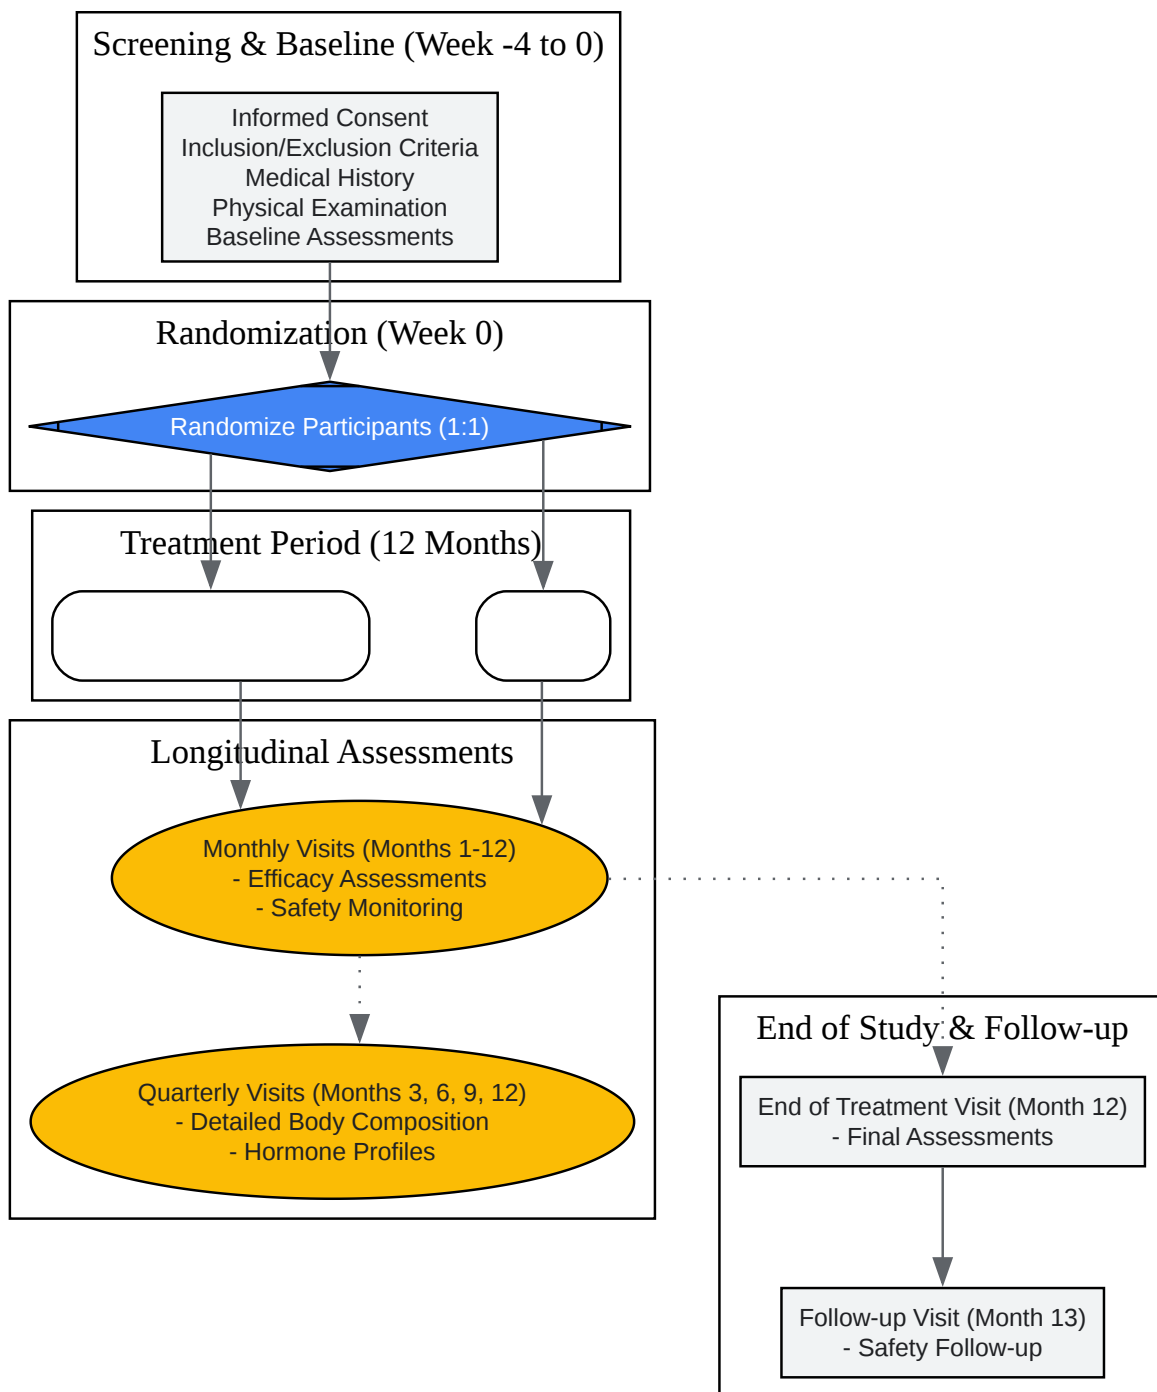 Screening & Baseline (Week -4 to 0)
Informed Consent
Inclusion/Exclusion Criteria
Medical History
Physical Examination
Baseline Assessments
Randomization (Week 0)
Randomize Participants (1:1)
Treatment Period (12 Months)
Longitudinal Assessments
Monthly Visits (Months 1-12)
- Efficacy Assessments
- Safety Monitoring
Quarterly Visits (Months 3, 6, 9, 12)
- Detailed Body Composition
- Hormone Profiles
End of Study & Follow-up
End of Treatment Visit (Month 12)
- Final Assessments
Follow-up Visit (Month 13)
- Safety Follow-up